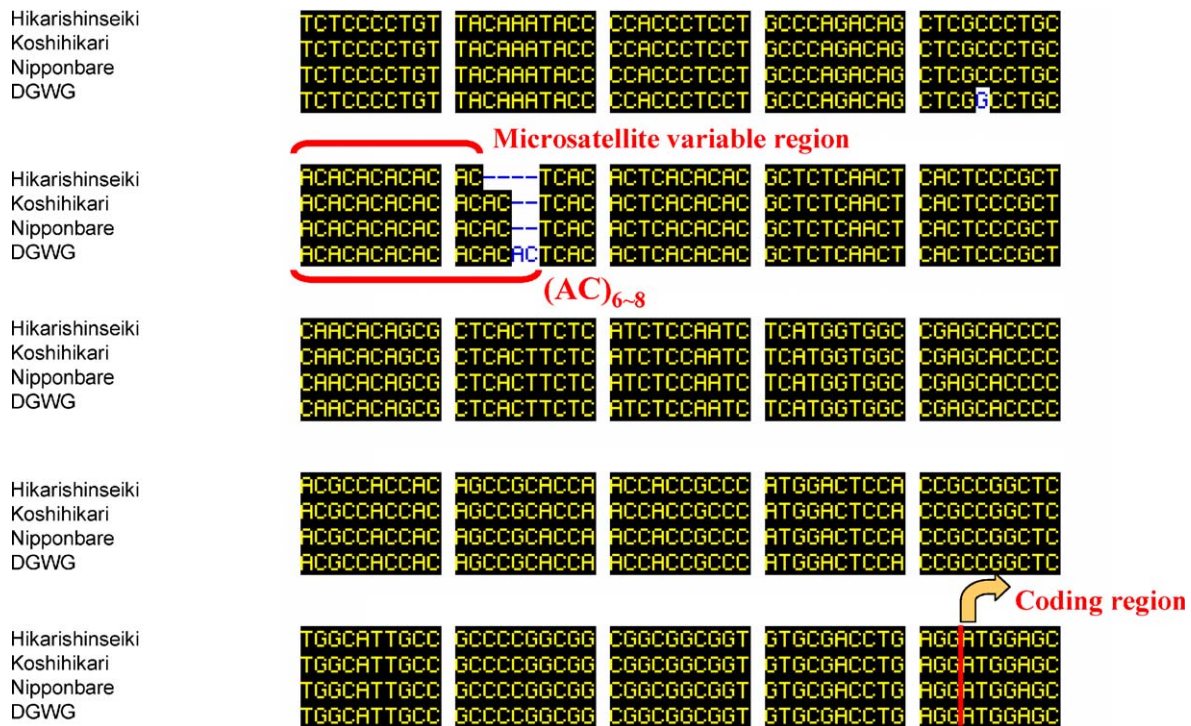 Hikarishinseiki TCTCCCCTGT TACAAATACC CCACCCTCCT GCCCAGACAG CTCGCCCTGC
Koshihikari TCTCCCCTGT TACAAATACC CCACCCTCCT GCCCAGACAG CTCGCCCTGC
Nipponbare TCTCCCCTGT TACAAATACC CCACCCTCCT GCCCAGACAG CTCGCCCTGC
DGWG TCTCCCCTGT TACAAATACC CCACCCTCCT GCCCAGACAG CTCGGCCTGC
Microsatellite variable region
Hikarishinseiki ACACACACAC AC----TCAC ACTCACACAC GCTCTCAACT CACTCCCGCT
Koshihikari ACACACACAC ACAC--TCAC ACTCACACAC GCTCTCAACT CACTCCCGCT
Nipponbare ACACACACAC ACAC--TCAC ACTCACACAC GCTCTCAACT CACTCCCGCT
DGWG ACACACACAC ACACACTCAC ACTCACACAC GCTCTCAACT CACTCCCGCT
(AC)6~8
Hikarishinseiki CAACACAGCG CTCACTTCTC ATCTCCAATC TCATGGTGGC CGAGCACCCC
Koshihikari CAACACAGCG CTCACTTCTC ATCTCCAATC TCATGGTGGC CGAGCACCCC
Nipponbare CAACACAGCG CTCACTTCTC ATCTCCAATC TCATGGTGGC CGAGCACCCC
DGWG CAACACAGCG CTCACTTCTC ATCTCCAATC TCATGGTGGC CGAGCACCCC
Hikarishinseiki ACGCCACCAC AGCCGCACCA ACCACCGCCC ATGGACTCCA CCGCCGGCTC
Koshihikari ACGCCACCAC AGCCGCACCA ACCACCGCCC ATGGACTCCA CCGCCGGCTC
Nipponbare ACGCCACCAC AGCCGCACCA ACCACCGCCC ATGGACTCCA CCGCCGGCTC
DGWG ACGCCACCAC AGCCGCACCA ACCACCGCCC ATGGACTCCA CCGCCGGCTC
Coding region
Hikarishinseiki TGGCATTGCC GCCCCGGCGG CGGCGGCGGT GTGCGACCTG AGGATGGAGC
Koshihikari TGGCATTGCC GCCCCGGCGG CGGCGGCGGT GTGCGACCTG AGGATGGAGC
Nipponbare TGGCATTGCC GCCCCGGCGG CGGCGGCGGT GTGCGACCTG AGGATGGAGC
DGWG TGGCATTGCC GCCCCGGCGG CGGCGGCGGT GTGCGACCTG AGGATGGAGC